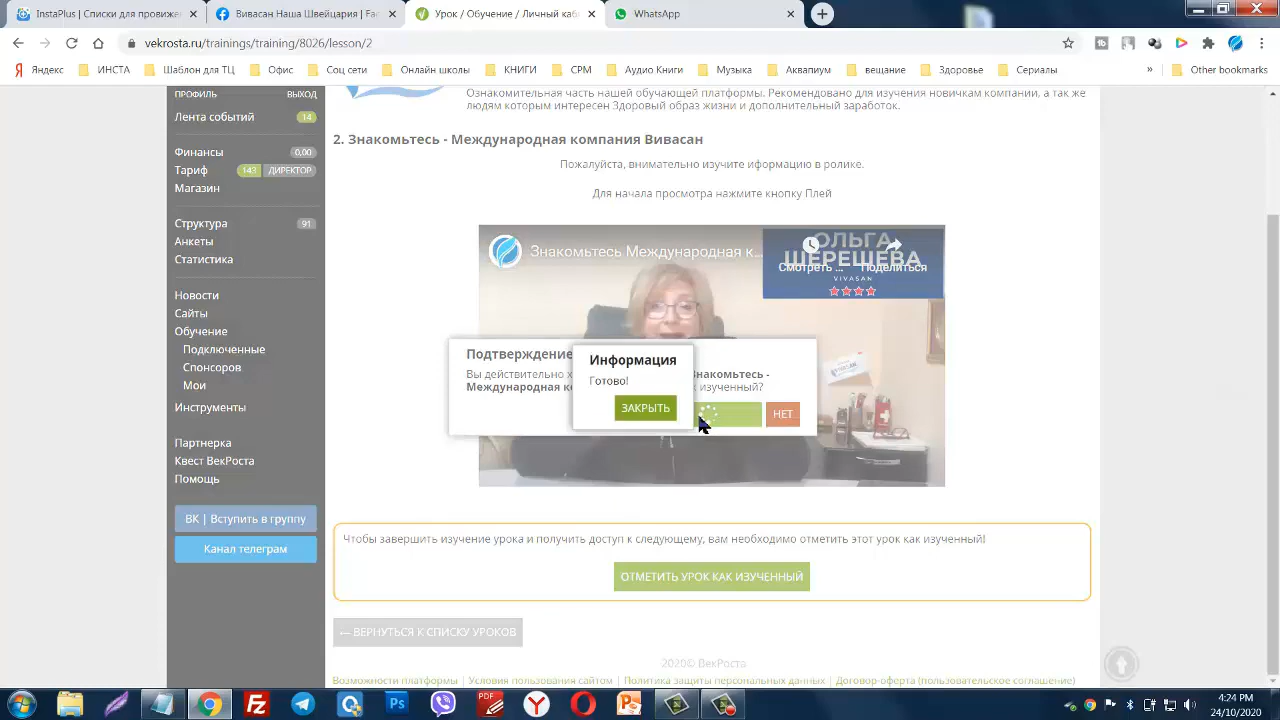 InstaPlus | Скликаем провиже
Вивасан Наша Швейцария | Fa
Урок / Обучение / Личный каби
WhatsApp
vekrosta.ru/trainings/training/8026/lesson/2
Яндекс
ИНСТА
Шаблон для ТЦ
Офис
Соц сети
Онлайн школы
КНИГИ
СРМ
Аудио Книги
Музыка
Аквапиум
вещание
Здоровье
Сериалы
»
Other bookmarks
ПРОФИЛЬ ВЫХОД
Лента событий 14
Финансы 0,00
Тариф 143 ДИРЕКТОР
Магазин
Структура 91
Анкеты
Статистика
Новости
Сайты
Обучение
Подключенные
Спонсоров
Мои
Инструменты
Партнерка
Квест ВекРоста
Помощь
ВК | Вступить в группу
Канал телеграм
Ознакомительная часть нашей обучающей платформы. Рекомендовано для изучения новичкам компании, а так же
людям которым интересен Здоровый образ жизни и дополнительный заработок.
2. Знакомьтесь - Международная компания Вивасан
Пожалуйста, внимательно изучите иформацию в ролике.
Для начала просмотра нажмите кнопку Плей
Знакомьтесь Международная к...
ОЛЬГА
ШЕРЕШЕВА
Смотреть ... Поделиться
VIVASAN
Подтверждение
Вы действительно
Знакомьтесь -
Международная
изученный?
НЕТ
Информация
Готово!
ЗАКРЫТЬ
Чтобы завершить изучение урока и получить доступ к следующему, вам необходимо отметить этот урок как изученный!
ОТМЕТИТЬ УРОК КАК ИЗУЧЕННЫЙ
← ВЕРНУТЬСЯ К СПИСКУ УРОКОВ
2020© ВекРоста
Возможности платформы | Условия пользования сайтом | Политика защиты персональных данных | Договор-оферта (пользовательское соглашение)
4:24 PM
24/10/2020